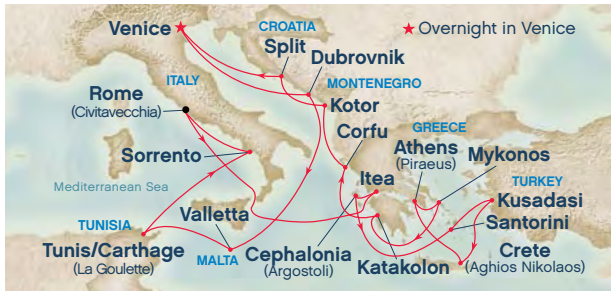 Venice
CROATIA
★ Overnight in Venice
Split
Dubrovnik
ITALY
MONTENEGRO
Rome
(Civitavecchia)
Kotor
Corfu
GREECE
Athens
(Piraeus)
Mykonos
Sorrento
Itea
TURKEY
Mediterranean Sea
Kusadasi
TUNISIA
Valletta
Santorini
Tunis/Carthage
(La Goulette)
MALTA
Cephalonia
(Argostoli)
Katakolon
Crete
(Aghios Nikolaos)